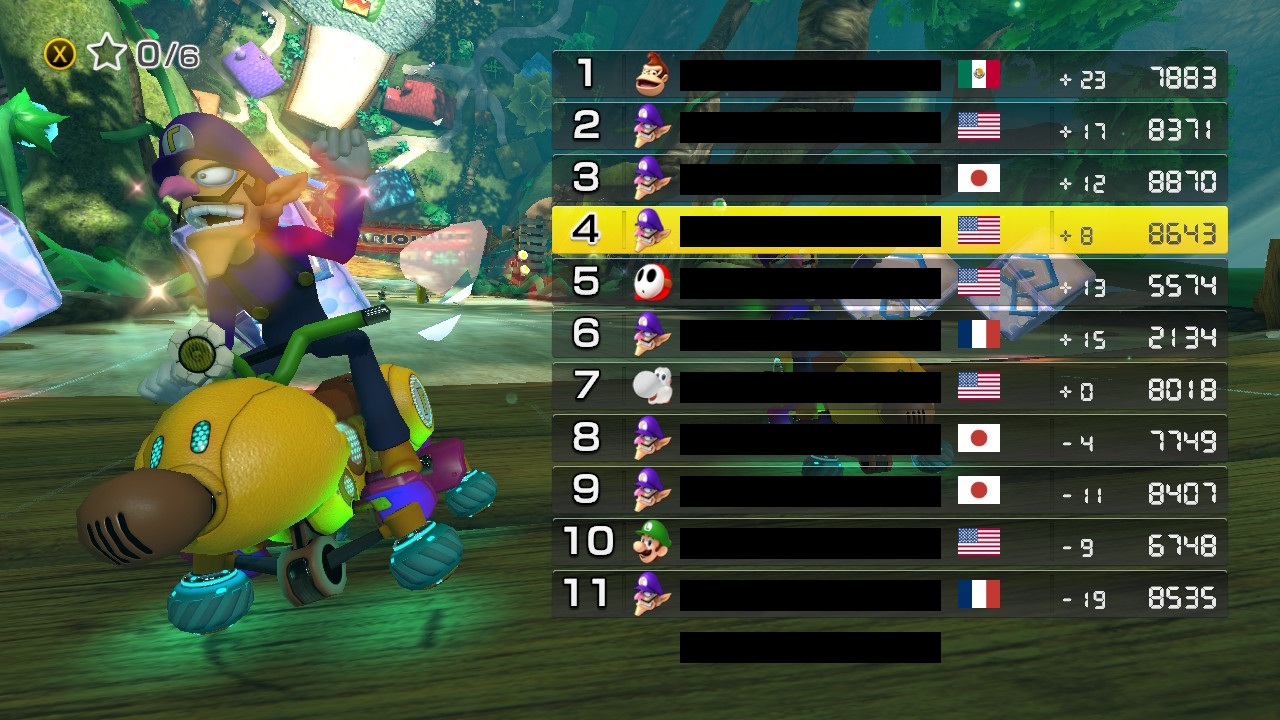 X 0/6
1 + 23 7883
2 + 17 8371
3 + 12 8870
4 + 8 8643
5 + 13 5574
6 + 15 2134
7 + 0 8018
8 - 4 7749
9 - 11 8407
10 - 9 6748
11 - 19 8535